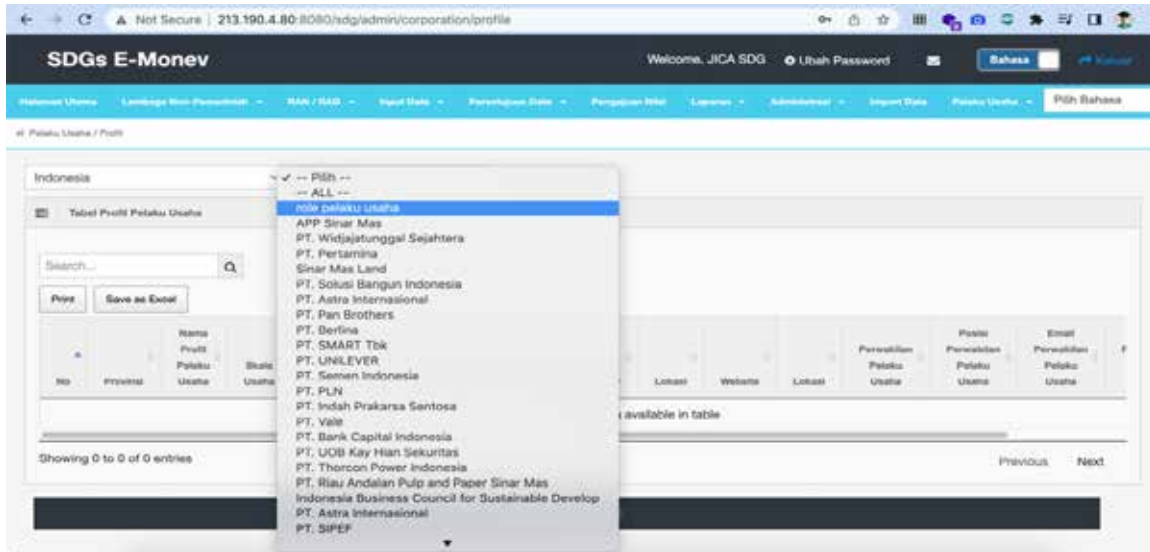 Not Secure | 213.190.4.80:8080/sdg/admin/corporation/profile
SDGs E-Monev
Welcome, JICA SDG
Ubah Password
Bahasa
Keluar
Halaman Utama
Lembaga Non Pemerintah
RAN / RAD
Input Data
Persetujuan Data
Pengajuan Nilai
Laporan
Administrasi
Import Data
Pelaku Usaha
Pilih Bahasa
Pelaku Usaha / Profil
Indonesia
-- Pilih --
-- ALL --
role pelaku usaha
APP Sinar Mas
PT. Widjajatunggal Sejahtera
PT. Pertamina
Sinar Mas Land
PT. Solusi Bangun Indonesia
PT. Astra Internasional
PT. Pan Brothers
PT. Berlina
PT. SMART Tbk
PT. UNILEVER
PT. Semen Indonesia
PT. PLN
PT. Indah Prakarsa Sentosa
PT. Vale
PT. Bank Capital Indonesia
PT. UOB Kay Hian Sekuritas
PT. Thorcon Power Indonesia
PT. Riau Andalan Pulp and Paper Sinar Mas
Indonesia Business Council for Sustainable Develop
PT. Astra Internasional
PT. SIPEF
Tabel Profil Pelaku Usaha
Search...
Print
Save as Excel
No
Provinsi
Nama
Profil
Pelaku
Usaha
Skala
Usaha
Lokasi
Website
Lokasi
Perwakilan
Pelaku
Usaha
Posisi
Perwakilan
Pelaku
Usaha
Email
Perwakilan
Pelaku
Usaha
available in table
Showing 0 to 0 of 0 entries
Previous
Next